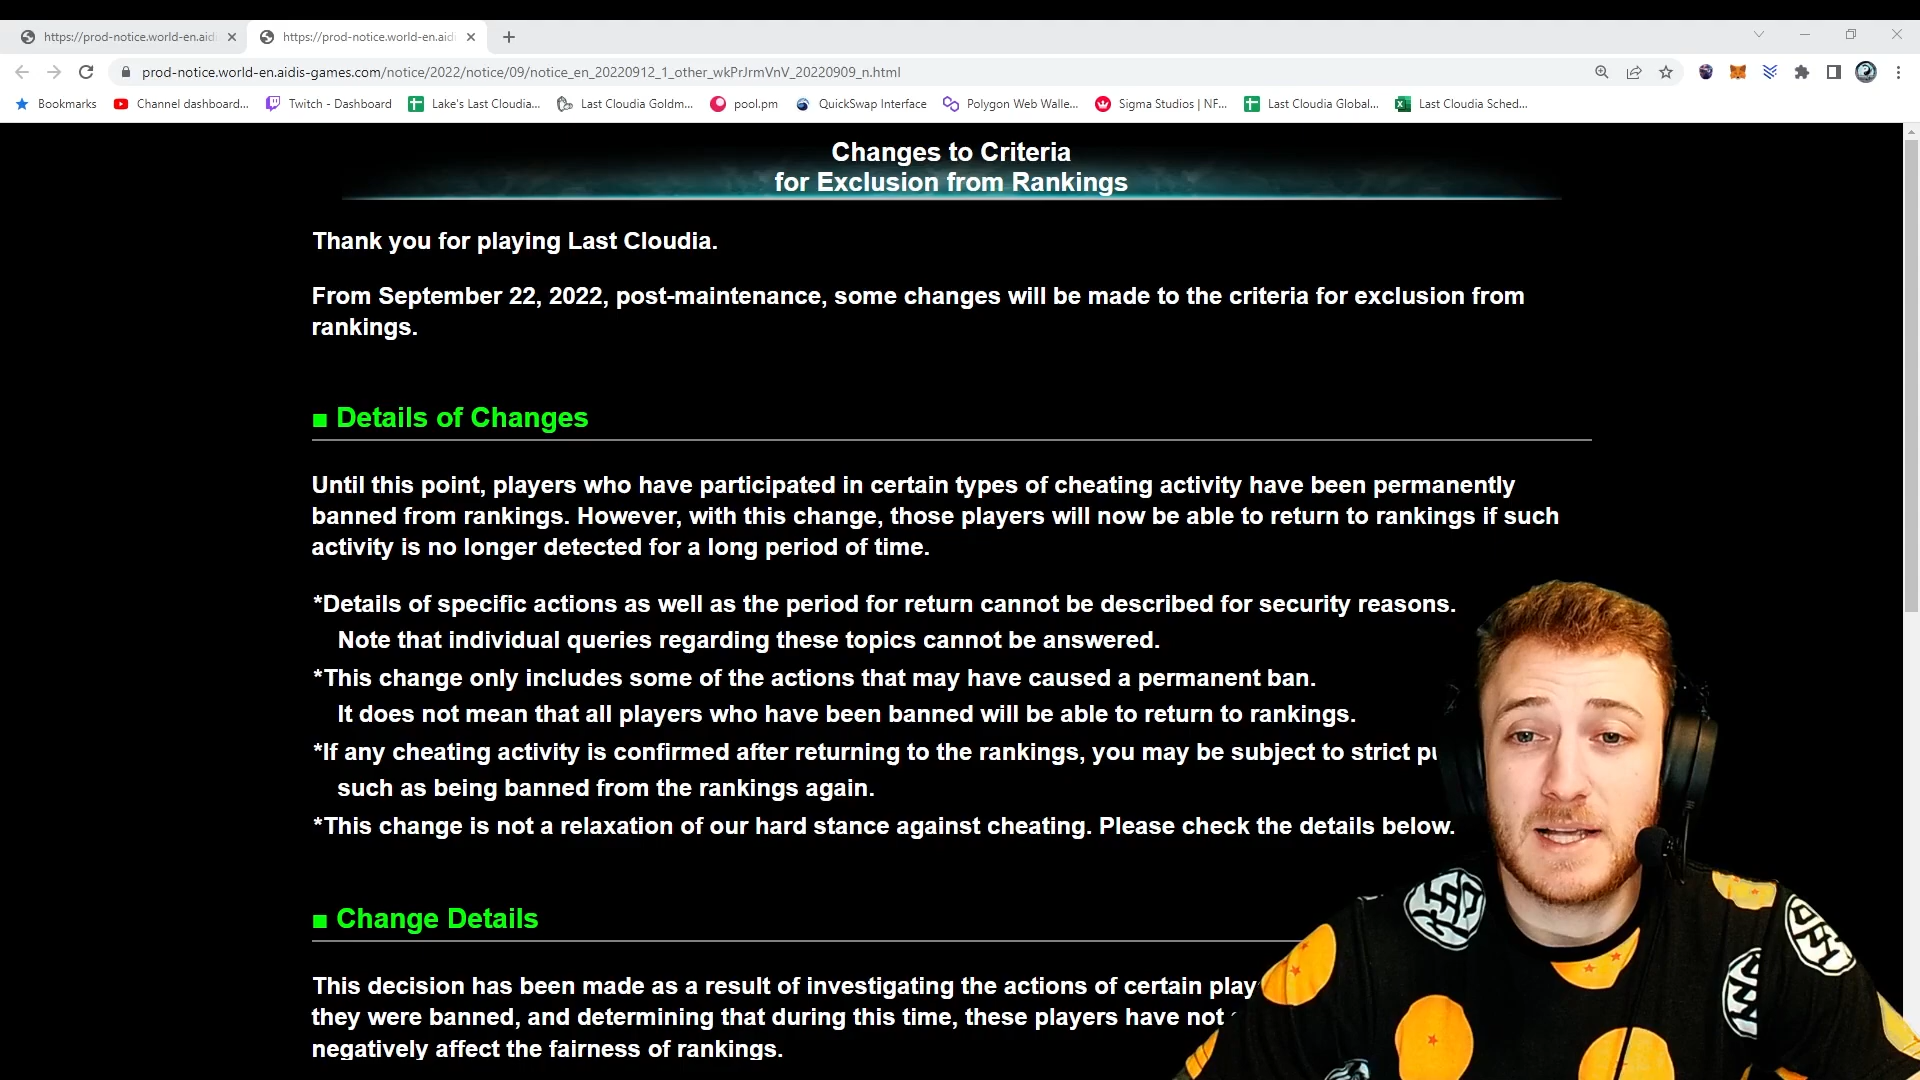 https://prod-notice.world-en.aid
https://prod-notice.world-en.aid
prod-notice.world-en.aidis-games.com/notice/2022/notice/09/notice_en_20220912_1_other_wkPrJrmVnV_20220909_n.html
Bookmarks Channel dashboard... Twitch - Dashboard Lake's Last Cloudia... Last Cloudia Goldm... pool.pm QuickSwap Interface Polygon Web Walle... Sigma Studios | NF... Last Cloudia Global... Last Cloudia Sched...
Changes to Criteria
for Exclusion from Rankings
Thank you for playing Last Cloudia.
From September 22, 2022, post-maintenance, some changes will be made to the criteria for exclusion from
rankings.
■ Details of Changes
Until this point, players who have participated in certain types of cheating activity have been permanently
banned from rankings. However, with this change, those players will now be able to return to rankings if such
activity is no longer detected for a long period of time.
*Details of specific actions as well as the period for return cannot be described for security reasons.
Note that individual queries regarding these topics cannot be answered.
*This change only includes some of the actions that may have caused a permanent ban.
It does not mean that all players who have been banned will be able to return to rankings.
*If any cheating activity is confirmed after returning to the rankings, you may be subject to strict pu
such as being banned from the rankings again.
*This change is not a relaxation of our hard stance against cheating. Please check the details below.
■ Change Details
This decision has been made as a result of investigating the actions of certain play
they were banned, and determining that during this time, these players have not
negatively affect the fairness of rankings.